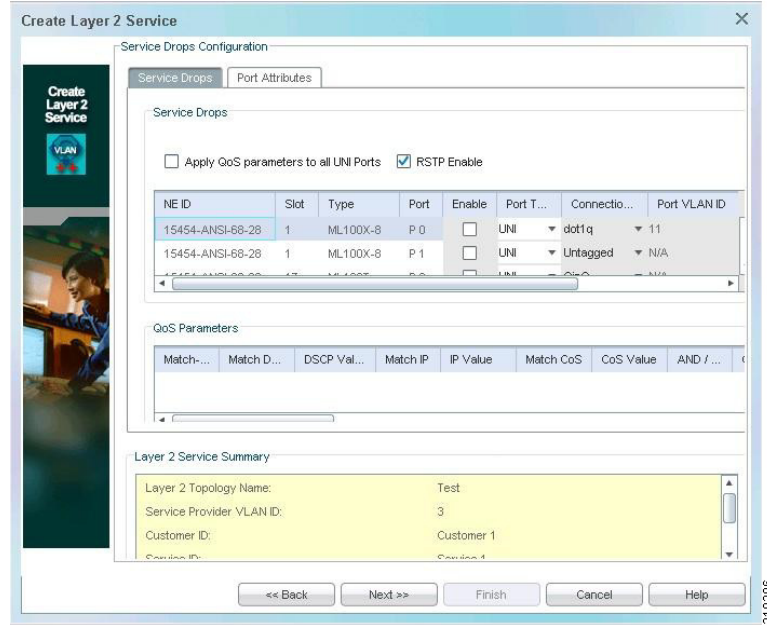 Create Layer 2 Service
Service Drops Configuration
Create
Layer 2
Service
VLAN
Service Drops Port Attributes
Service Drops
Apply QoS parameters to all UNI Ports RSTP Enable
NE ID Slot Type Port Enable Port T... Connectio... Port VLAN ID
15454-ANSI-68-28 1 ML100X-8 P 0 UNI dot1q 11
15454-ANSI-68-28 1 ML100X-8 P 1 UNI Untagged N/A
QoS Parameters
Match-... Match D... DSCP Val... Match IP IP Value Match CoS CoS Value AND / ...
Layer 2 Service Summary
Layer 2 Topology Name: Test
Service Provider VLAN ID: 3
Customer ID: Customer 1
Service ID: Service 1
<< Back Next >> Finish Cancel Help